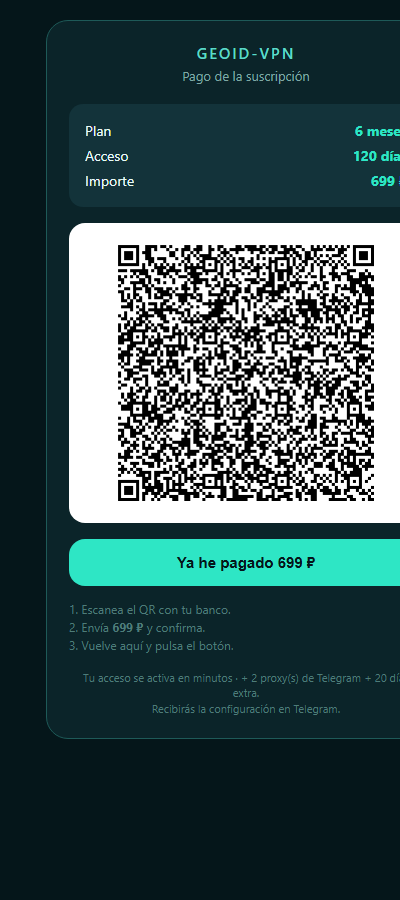 GEOID-VPN
Pago de la suscripción
Plan 6 mese
Acceso 120 día
Importe 699
Ya he pagado 699 ₽
1. Escanea el QR con tu banco.
2. Envía 699 ₽ y confirma.
3. Vuelve aquí y pulsa el botón.
Tu acceso se activa en minutos · + 2 proxy(s) de Telegram + 20 día
extra.
Recibirás la configuración en Telegram.